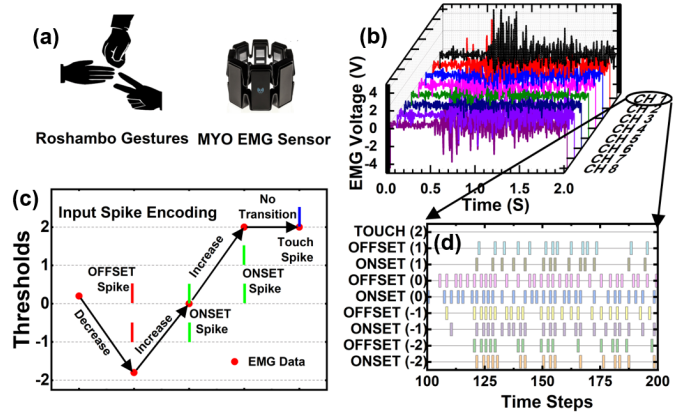 (a)
Roshambo Gestures
MYO EMG Sensor
(b)
EMG Voltage (V)
4
2
0
-2
-4
0.0
0.5
1.0
1.5
2.0
Time (S)
CH 1
CH 3
CH 4
CH 5
CH 6
CH 7
CH 8
(c)
Input Spike Encoding
No
Transition
Thresholds
2
1
0
-1
-2
OFFSET
Spike
Decrease
Increase
Increase
ONSET
Spike
ONSET
Spike
Touch
Spike
EMG Data
(d)
TOUCH (2)
OFFSET (1)
ONSET (1)
OFFSET (0)
ONSET (0)
OFFSET (-1)
ONSET (-1)
OFFSET (-2)
ONSET (-2)
100
125
150
175
200
Time Steps